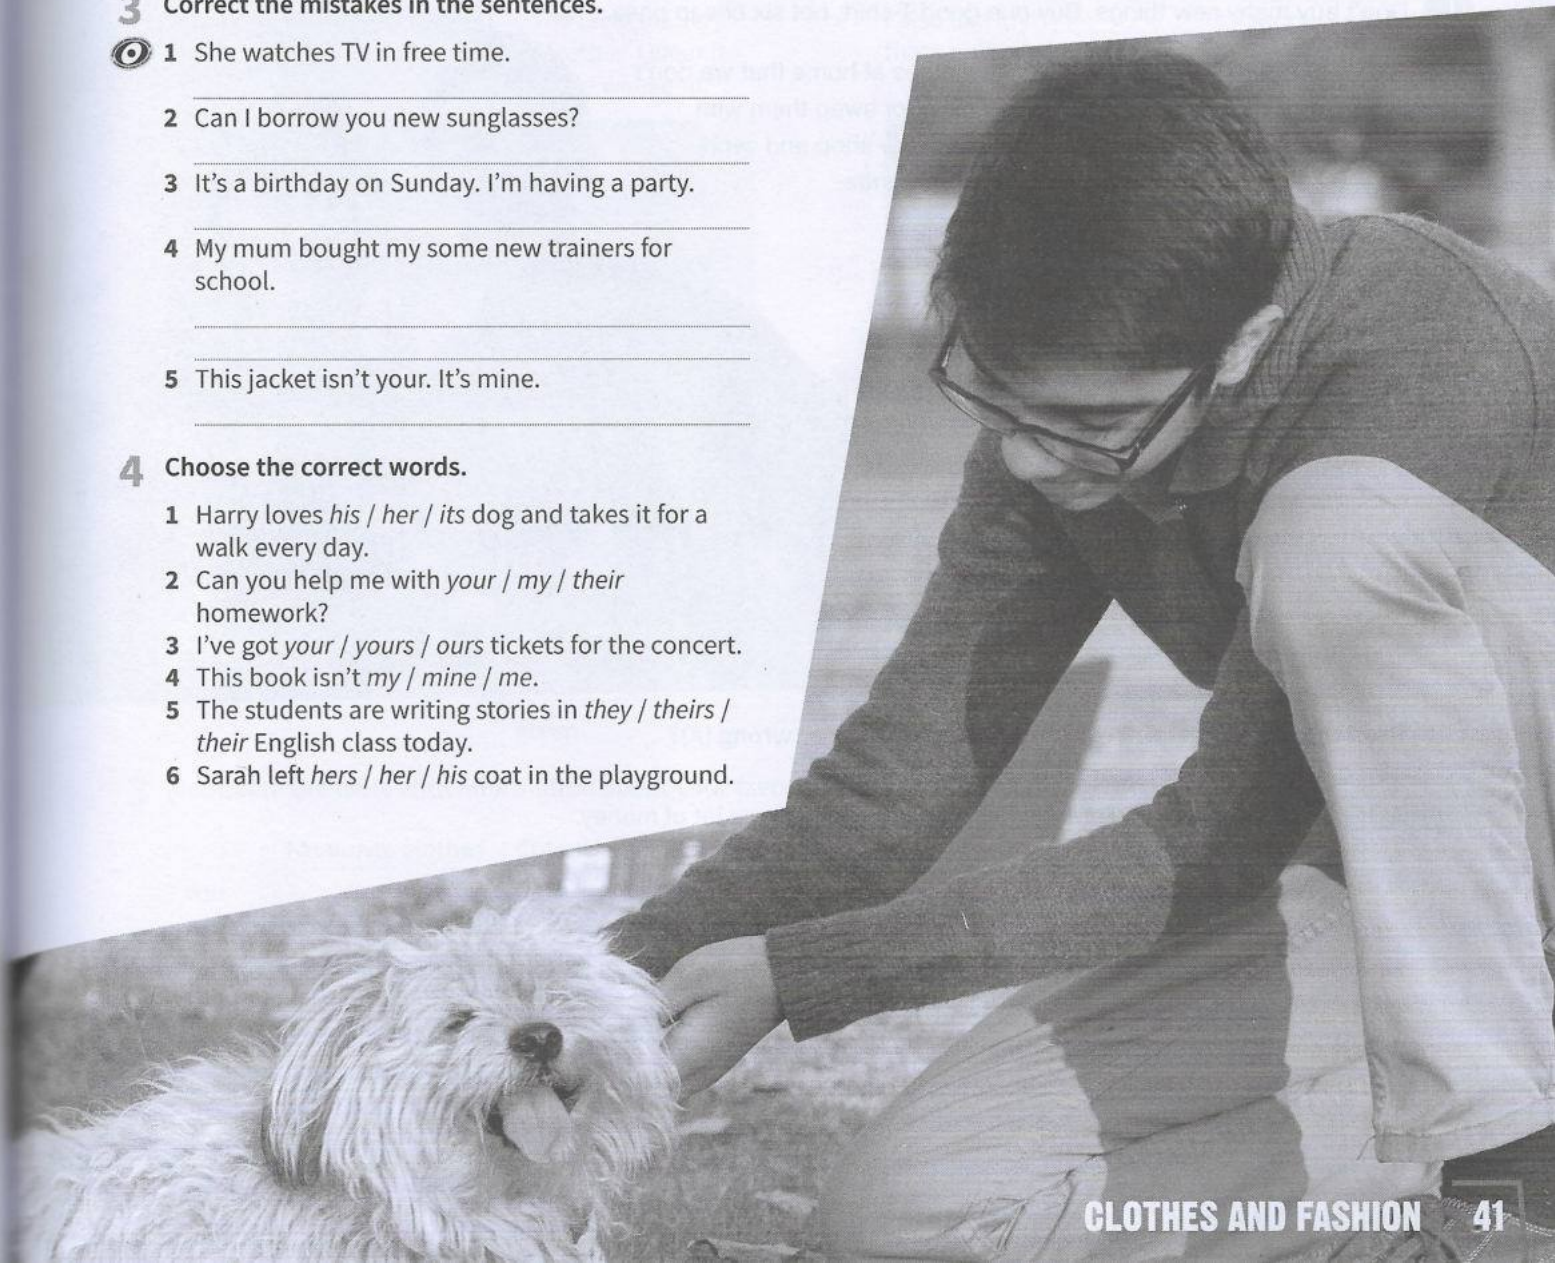 3 Correct the mistakes in the sentences.
1 She watches TV in free time.
2 Can I borrow you new sunglasses?
3 It's a birthday on Sunday. I'm having a party.
4 My mum bought my some new trainers for
school.
5 This jacket isn't your. It's mine.
4 Choose the correct words.
1 Harry loves his / her / its dog and takes it for a
walk every day.
2 Can you help me with your / my / their
homework?
3 I've got your / yours / ours tickets for the concert.
4 This book isn't my / mine / me.
5 The students are writing stories in they / theirs /
their English class today.
6 Sarah left hers / her / his coat in the playground.
CLOTHES AND FASHION 41